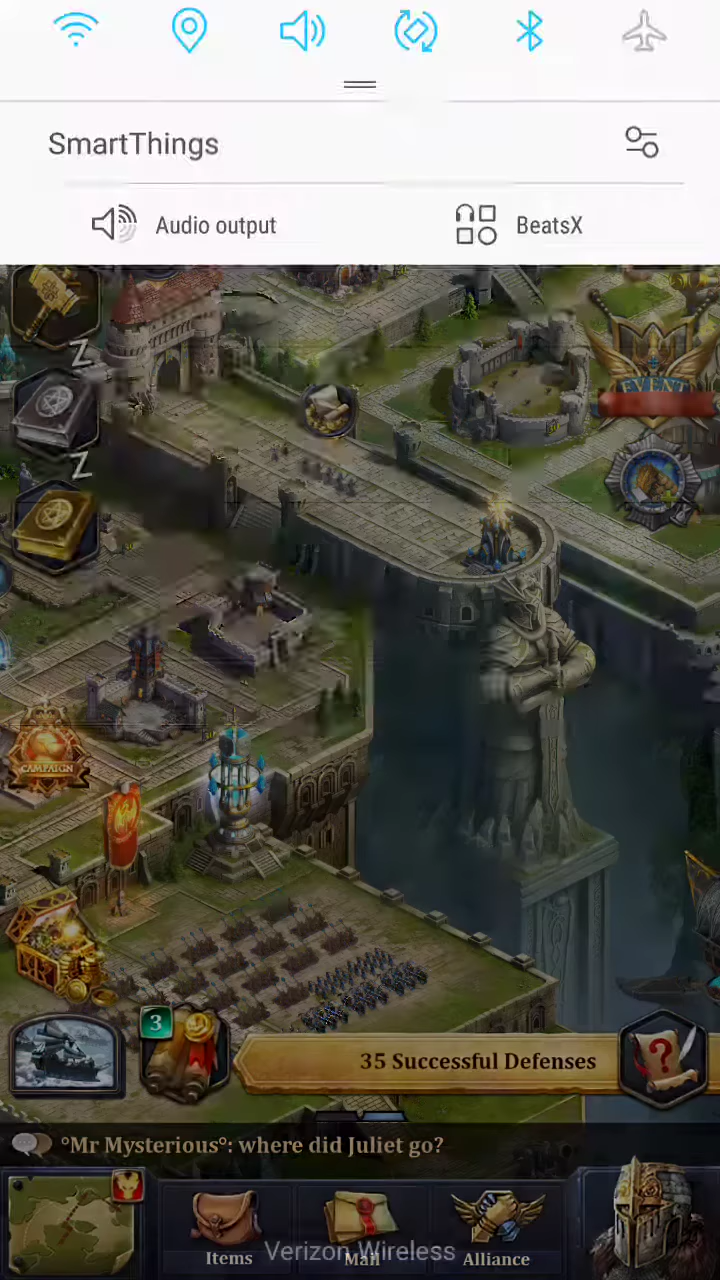 SmartThings
Audio output
BeatsX
Z
Z
EVENT
CAMPAIGN
3
35 Successful Defenses
?
°Mr Mysterious°: where did Juliet go?
Items
Mail
Alliance
Verizon Wireless